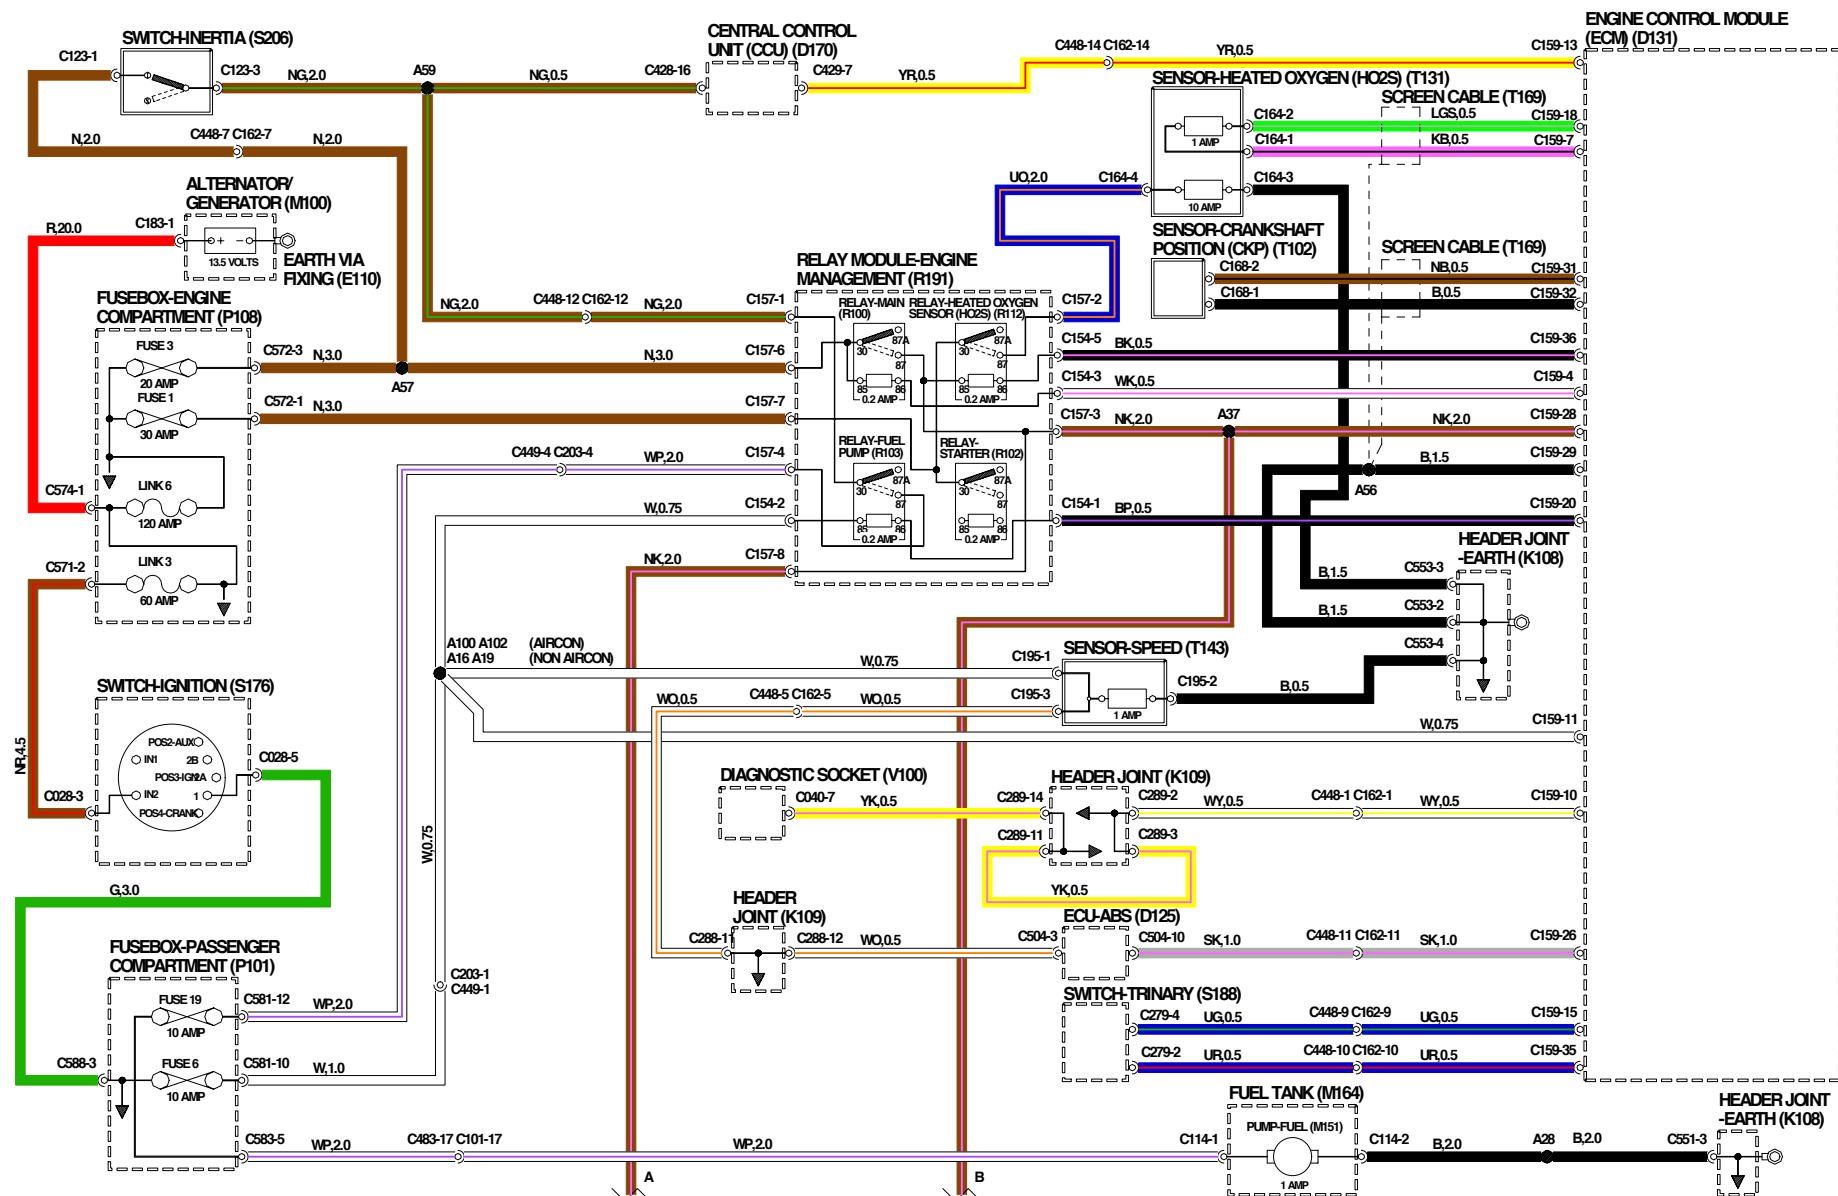 ENGINE CONTROL MODULE
(ECM) (D131)
SWITCH-INERTIA (S206)
CENTRAL CONTROL
UNIT (CCU) (D170)
C123-1
C123-3
NG,2.0
A59
NG,0.5
C428-16
C429-7
YR,0.5
C448-14 C162-14
YR,0.5
C159-13
SENSOR-HEATED OXYGEN (HO2S) (T131)
SCREEN CABLE (T169)
C164-2
LGS,0.5
C159-18
1 AMP
C164-1
KB,0.5
C159-7
N,2.0
C448-7 C162-7
N,2.0
UO,2.0
C164-4
C164-3
10 AMP
ALTERNATOR/
GENERATOR (M100)
R,20.0
C183-1
13.5 VOLTS
EARTH VIA
FIXING (E110)
SENSOR-CRANKSHAFT
POSITION (CKP) (T102)
SCREEN CABLE (T169)
C168-2
NB,0.5
C159-31
C168-1
B,0.5
C159-32
RELAY MODULE-ENGINE
MANAGEMENT (R191)
FUSEBOX-ENGINE
COMPARTMENT (P108)
NG,2.0
C448-12 C162-12
NG,2.0
C157-1
RELAY-MAIN
(R100)
RELAY-HEATED OXYGEN
SENSOR (HO2S) (R112)
C157-2
30
87A
87
85
86
0.2 AMP
30
87A
87
85
86
0.2 AMP
FUSE 3
20 AMP
C572-3
N,3.0
A57
N,3.0
C157-6
C154-5
BK,0.5
C159-36
C154-3
WK,0.5
C159-4
FUSE 1
30 AMP
C572-1
N,3.0
C157-7
C157-3
NK,2.0
A37
NK,2.0
C159-28
RELAY-FUEL
PUMP (R103)
RELAY-
STARTER (R102)
C449-4 C203-4
WP,2.0
C157-4
30
87A
87
85
86
0.2 AMP
30
87A
87
85
86
0.2 AMP
A56
B,1.5
C159-29
C574-1
LINK 6
120 AMP
W,0.75
C154-2
C154-1
BP,0.5
C159-20
C571-2
LINK 3
60 AMP
NK,2.0
C157-8
HEADER JOINT
-EARTH (K108)
B,1.5
C553-3
B,1.5
C553-2
C553-4
A100 A102
(AIRCON)
A16 A19
(NON AIRCON)
W,0.75
C195-1
SENSOR-SPEED (T143)
C195-2
B,0.5
1 AMP
WO,0.5
C448-5 C162-5
WO,0.5
C195-3
W,0.75
C159-11
SWITCH-IGNITION (S176)
POS2-AUX
IN1
2B
POS3-IGN
2A
IN2
1
POS4-CRANK
NR,4.5
C028-3
C028-5
G,3.0
DIAGNOSTIC SOCKET (V100)
C040-7
YK,0.5
C289-14
HEADER JOINT (K109)
C289-2
WY,0.5
C448-1 C162-1
WY,0.5
C159-10
C289-11
C289-3
YK,0.5
W,0.75
HEADER
JOINT (K109)
C288-11
C288-12
WO,0.5
C504-3
ECU-ABS (D125)
C504-10
SK,1.0
C448-11 C162-11
SK,1.0
C159-26
FUSEBOX-PASSENGER
COMPARTMENT (P101)
C203-1
C449-1
FUSE 19
10 AMP
C581-12
WP,2.0
SWITCH-TRINARY (S188)
C279-4
UG,0.5
C448-9 C162-9
UG,0.5
C159-15
C279-2
UR,0.5
C448-10 C162-10
UR,0.5
C159-35
C588-3
FUSE 6
10 AMP
C581-10
W,1.0
C583-5
WP,2.0
C483-17 C101-17
WP,2.0
C114-1
FUEL TANK (M164)
PUMP-FUEL (M151)
1 AMP
C114-2
B,2.0
A28
B,2.0
C551-3
HEADER JOINT
-EARTH (K108)
A
B